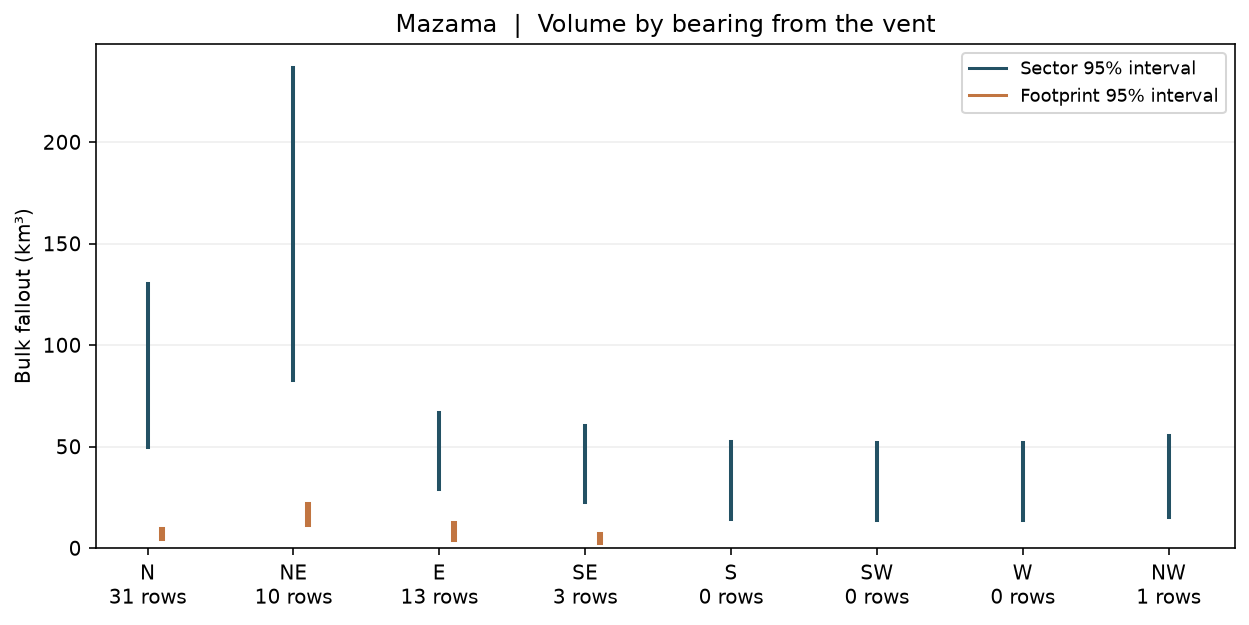 Mazama  |  Volume by bearing from the vent
Sector 95% interval
Footprint 95% interval
Bulk fallout (km³)
200
150
100
50
0
N
31 rows
NE
10 rows
E
13 rows
SE
3 rows
S
0 rows
SW
0 rows
W
0 rows
NW
1 rows